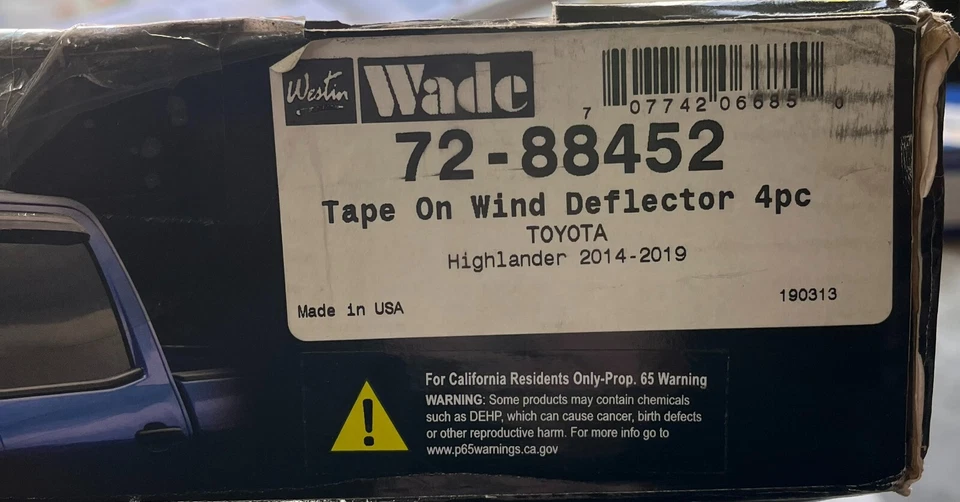 Westin Wade
7 07742 06685 0
72-88452
Tape On Wind Deflector 4pc
TOYOTA
Highlander 2014-2019
Made in USA
190313
For California Residents Only-Prop. 65 Warning
WARNING: Some products may contain chemicals
such as DEHP, which can cause cancer, birth defects
or other reproductive harm. For more info go to
www.p65warnings.ca.gov